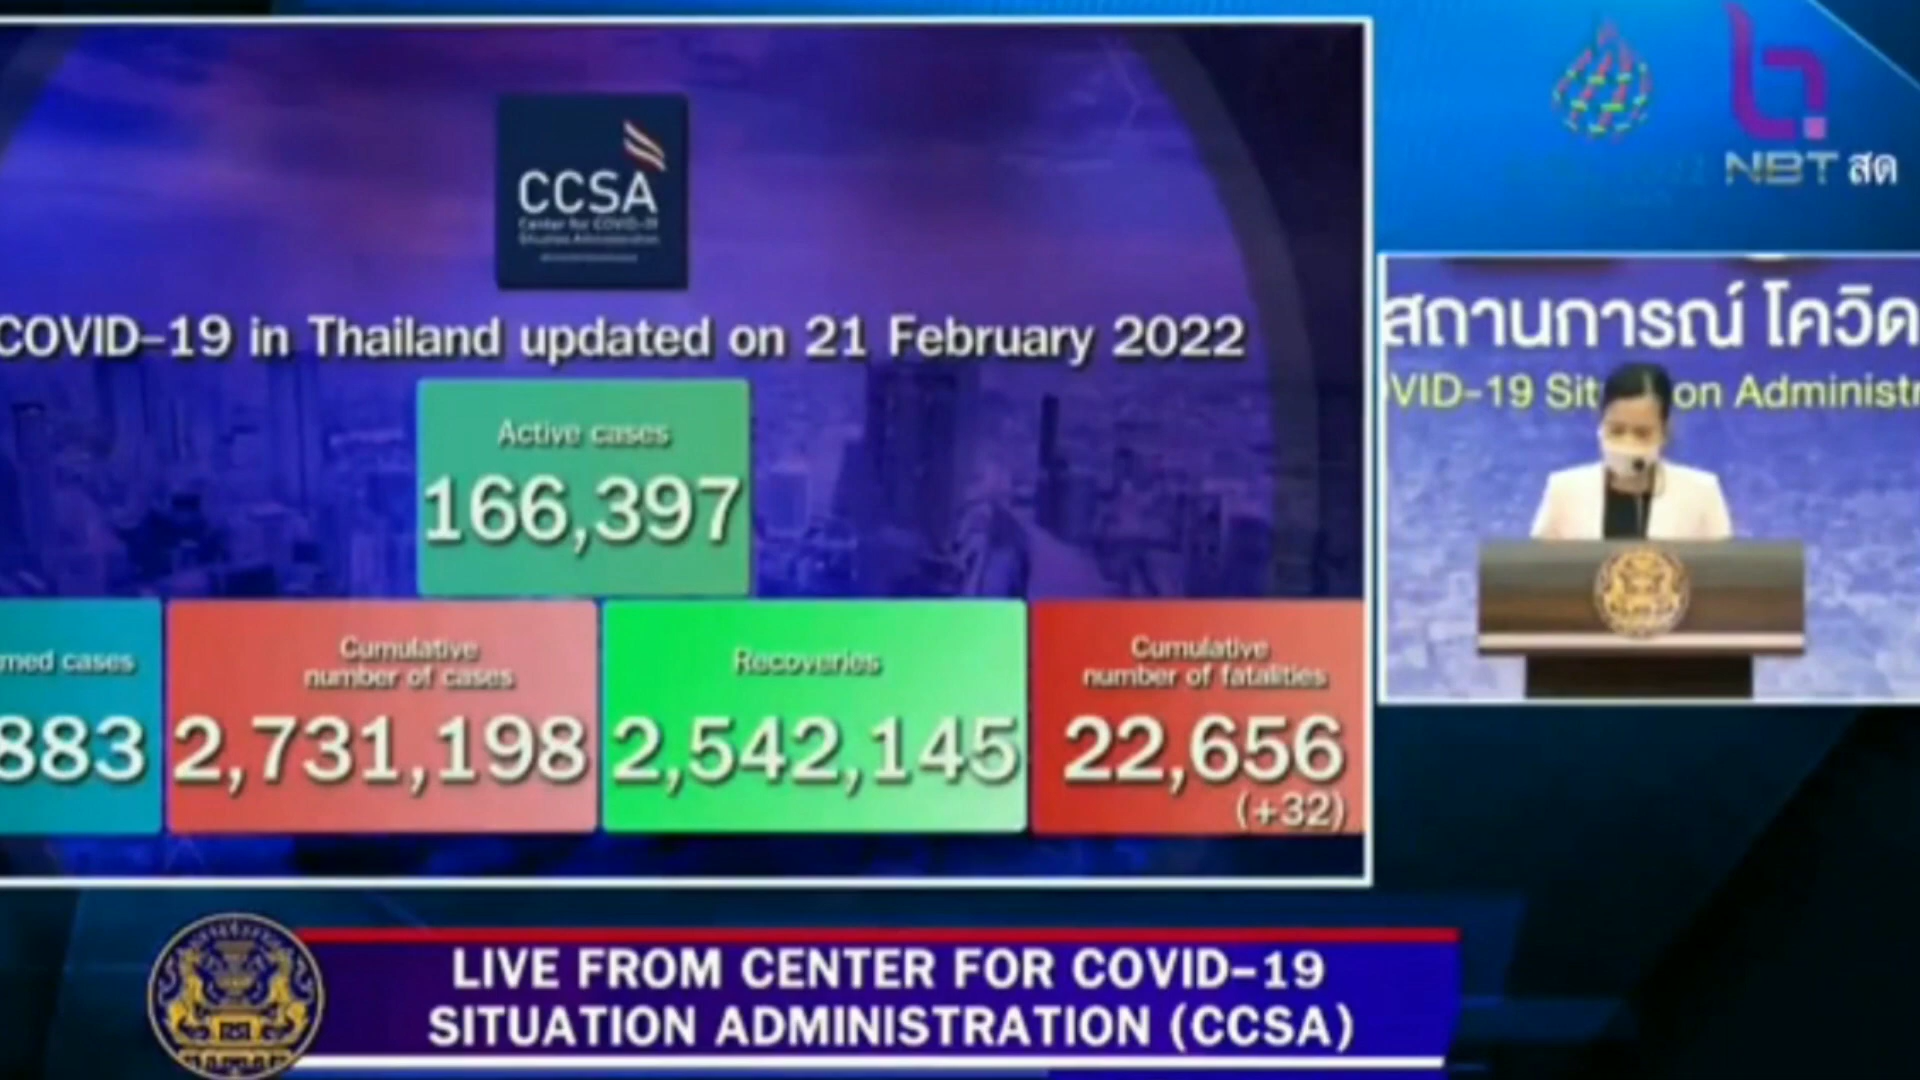 CCSA
Center for COVID-19
Situation Administration
COVID-19 in Thailand updated on 21 February 2022
Active cases
166,397
med cases
883
Cumulative
number of cases
2,731,198
Recoveries
2,542,145
Cumulative
number of fatalities
22,656
(+32)
NBT สด
สถานการณ์ โควิด
VID-19 Sit on Administr
LIVE FROM CENTER FOR COVID-19
SITUATION ADMINISTRATION (CCSA)